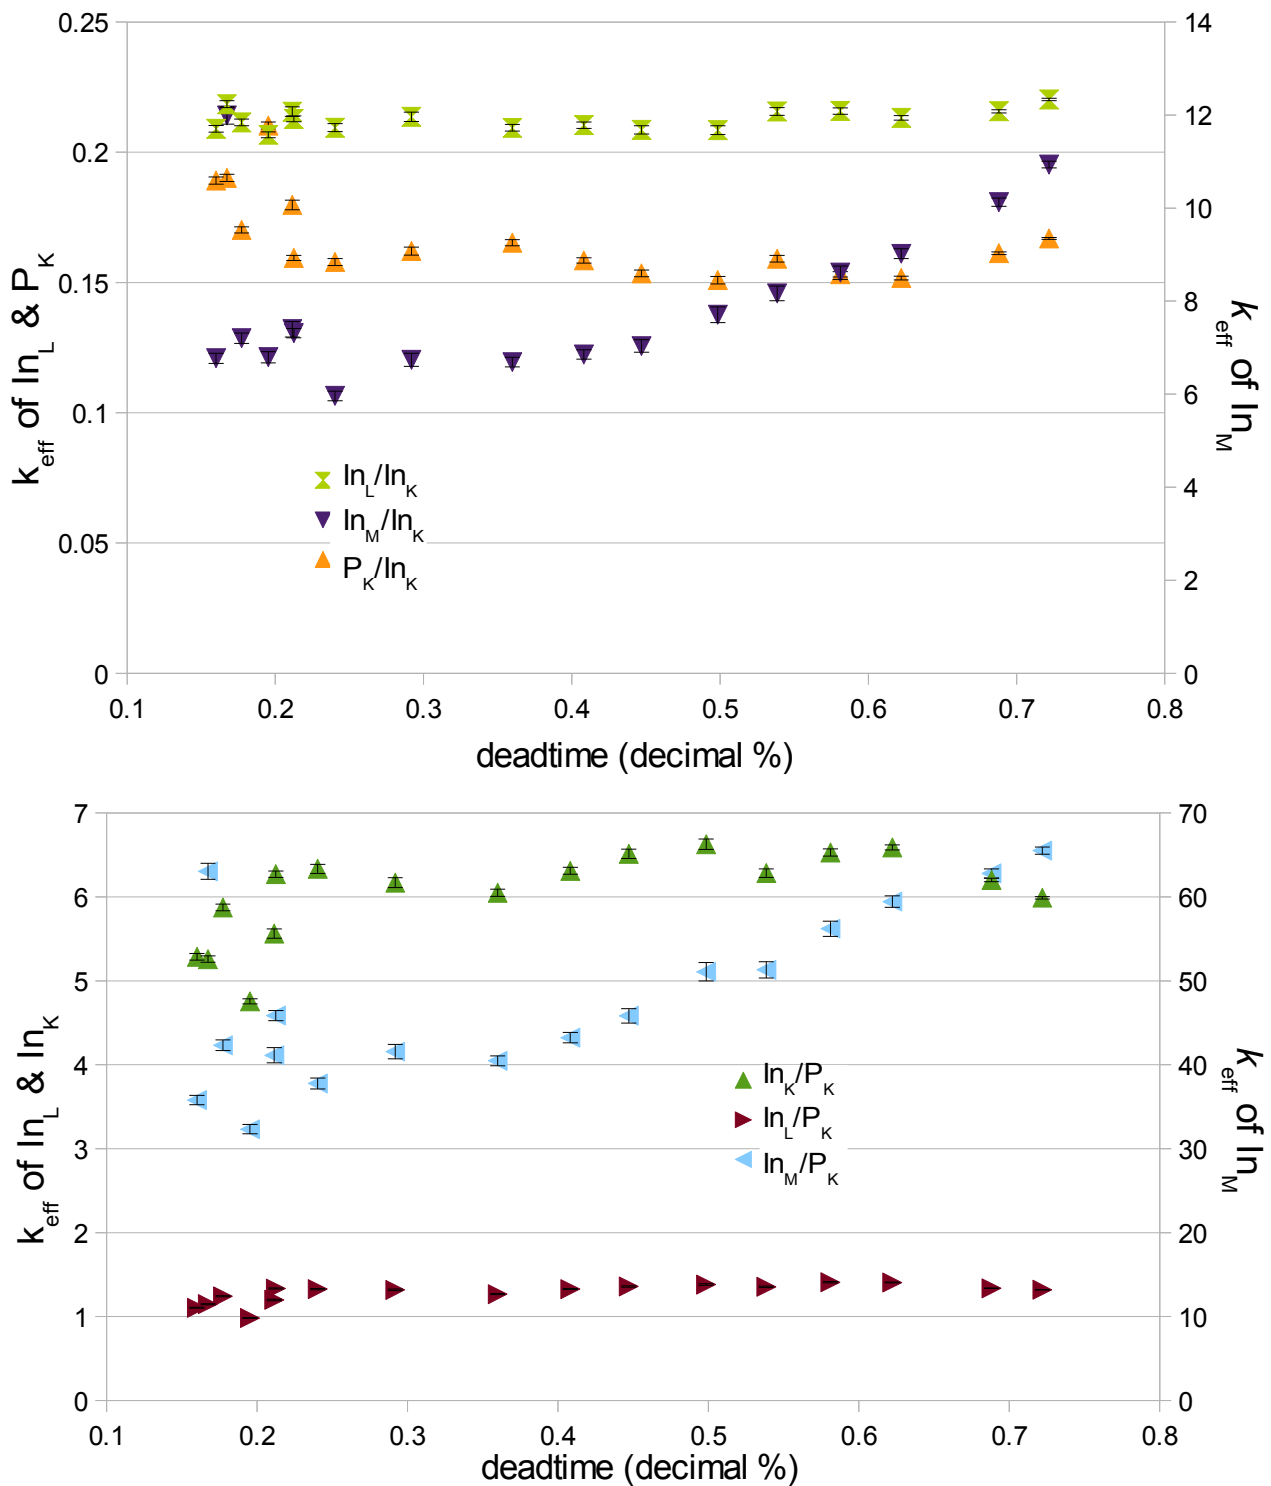 0.25
0.2
0.15
0.1
0.05
0
14
12
10
8
6
4
2
0
k_eff of In_L & P_K
k_eff of In_M
In_L/In_K
In_M/In_K
P_K/In_K
0.1 0.2 0.3 0.4 0.5 0.6 0.7 0.8
deadtime (decimal %)
7
6
5
4
3
2
1
0
70
60
50
40
30
20
10
0
k_eff of In_L & In_K
k_eff of In_M
In_K/P_K
In_L/P_K
In_M/P_K
0.1 0.2 0.3 0.4 0.5 0.6 0.7 0.8
deadtime (decimal %)